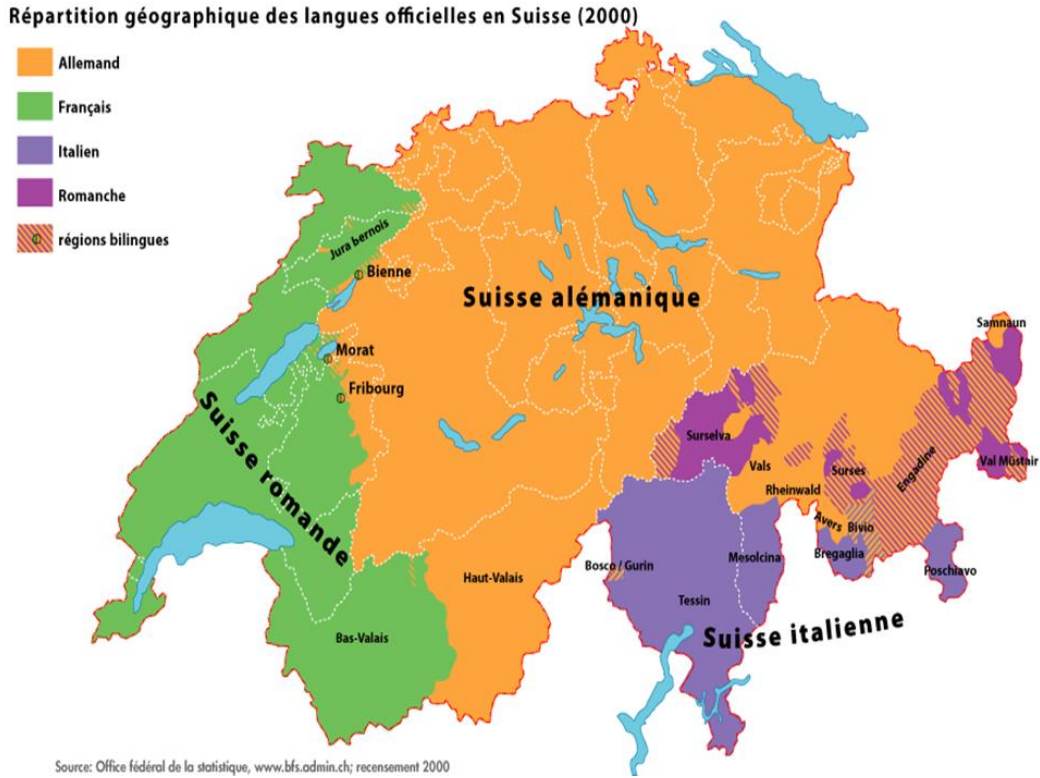 Répartition géographique des langues officielles en Suisse (2000)
Allemand
Français
Italien
Romanche
régions bilingues
Jura bernois
Bienne
Suisse alémanique
Morat
Fribourg
Suisse romande
Samnaun
Surselva
Vals
Surses
Engadine
Val Müstair
Rheinwald
Avers
Bivio
Bregaglia
Poschiavo
Haut-Valais
Bosco / Gurin
Mesolcina
Tessin
Bas-Valais
Suisse italienne
Source: Office fédéral de la statistique, www.bfs.admin.ch; recensement 2000